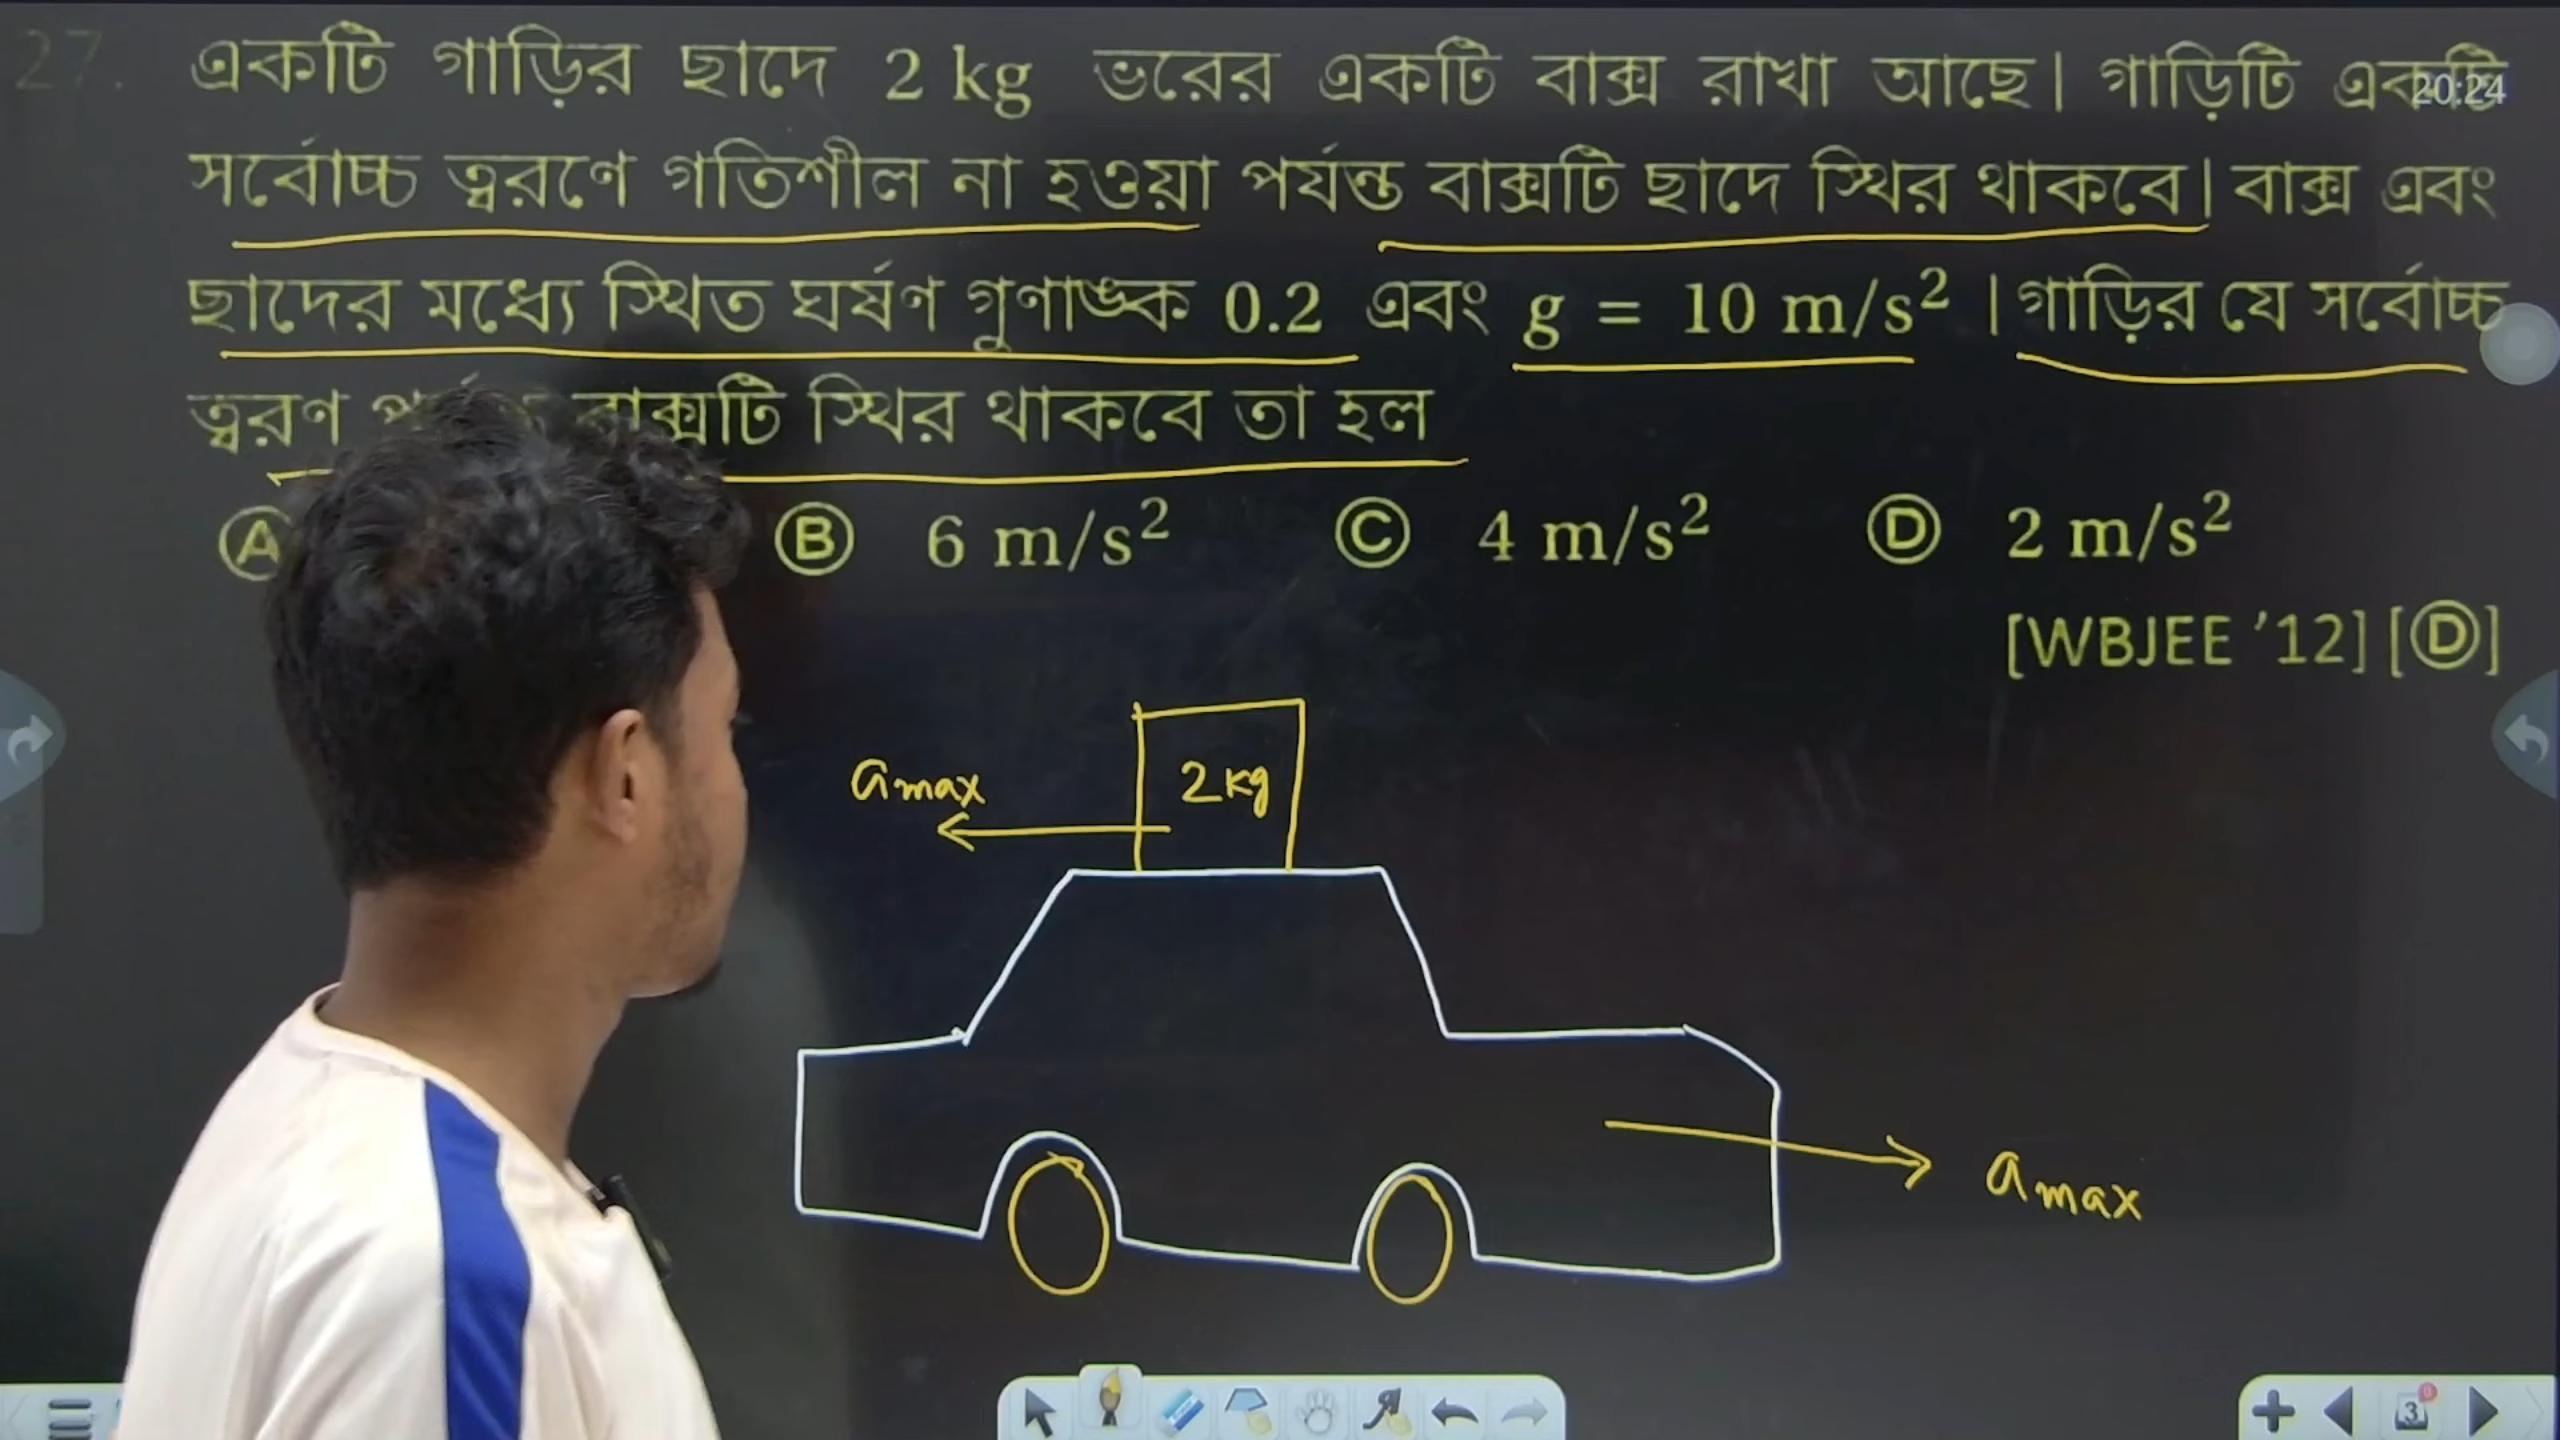 27. একটি গাড়ির ছাদে 2 kg ভরের একটি বাক্স রাখা আছে। গাড়িটি একটি
20:24
সর্বোচ্চ ত্বরণে গতিশীল না হওয়া পর্যন্ত বাক্সটি ছাদে স্থির থাকবে। বাক্স এবং
ছাদের মধ্যে স্থিত ঘর্ষণ গুণাঙ্ক 0.2 এবং g = 10 m/s² । গাড়ির যে সর্বোচ্চ
ত্বরণ বাক্সটি স্থির থাকবে তা হল
Ⓐ Ⓑ 6 m/s² Ⓒ 4 m/s² Ⓓ 2 m/s²
[WBJEE '12] [Ⓓ]
amax 2kg
amax
3